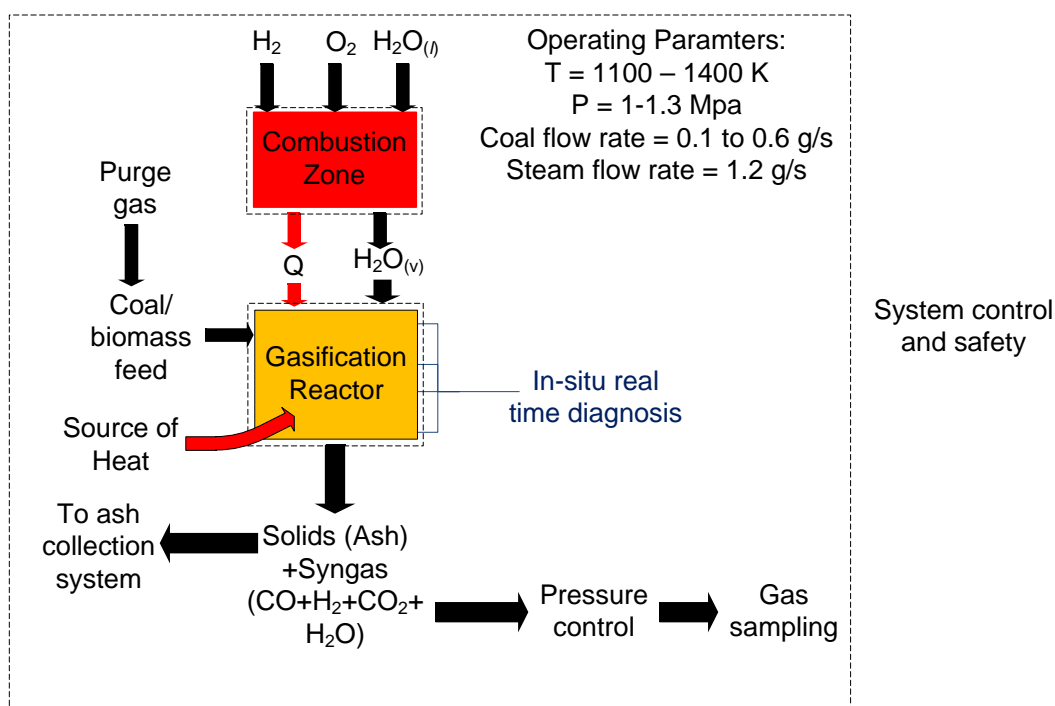 H₂ O₂ H₂O₍l₎
Operating Paramters:
T = 1100 – 1400 K
P = 1-1.3 Mpa
Coal flow rate = 0.1 to 0.6 g/s
Steam flow rate = 1.2 g/s
Combustion
Zone
Purge
gas
Q
H₂O₍v₎
Coal/
biomass
feed
Gasification
Reactor
System control
and safety
In-situ real
time diagnosis
Source of
Heat
To ash
collection
system
Solids (Ash)
+Syngas
(CO+H₂+CO₂+
H₂O)
Pressure
control
Gas
sampling